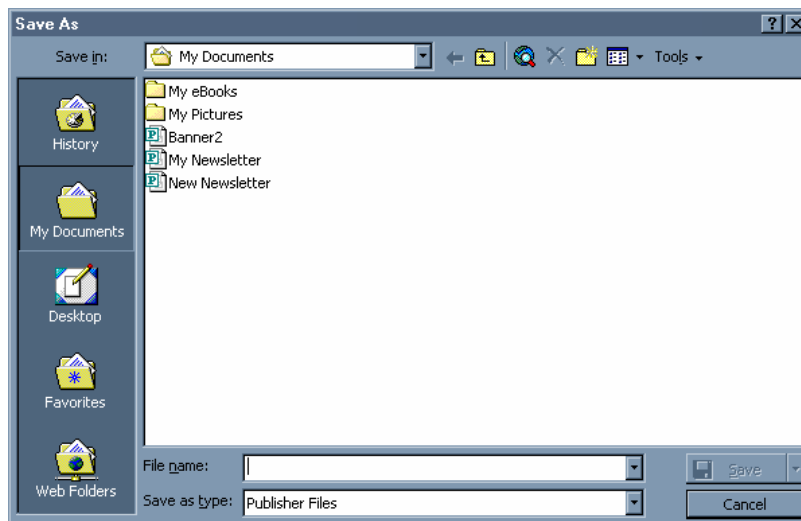 Save As
Save in:
My Documents
Tools
History
My Documents
Desktop
Favorites
Web Folders
My eBooks
My Pictures
Banner2
My Newsletter
New Newsletter
File name:
Save
Save as type:
Publisher Files
Cancel